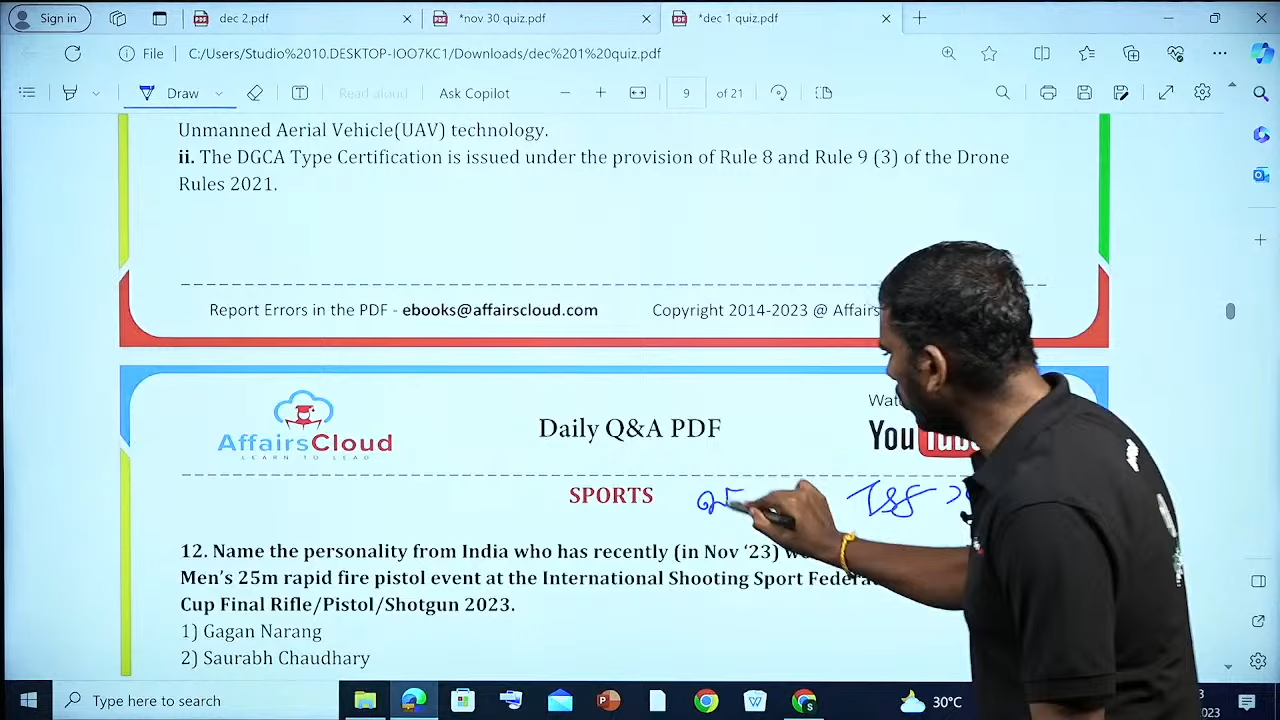 Sign in
dec 2.pdf
*nov 30 quiz.pdf
*dec 1 quiz.pdf
File
C:/Users/Studio%2010.DESKTOP-IOO7KC1/Downloads/dec%201%20quiz.pdf
Draw
Read aloud
Ask Copilot
9 of 21
Unmanned Aerial Vehicle(UAV) technology.
ii. The DGCA Type Certification is issued under the provision of Rule 8 and Rule 9 (3) of the Drone
Rules 2021.
Report Errors in the PDF - ebooks@affairscloud.com Copyright 2014-2023 @ Affairs
AffairsCloud
LEARN TO LEAD
Daily Q&A PDF
YouTube
SPORTS
12. Name the personality from India who has recently (in Nov ‘23)
Men’s 25m rapid fire pistol event at the International Shooting Sport
Cup Final Rifle/Pistol/Shotgun 2023.
1) Gagan Narang
2) Saurabh Chaudhary
Type here to search
30°C